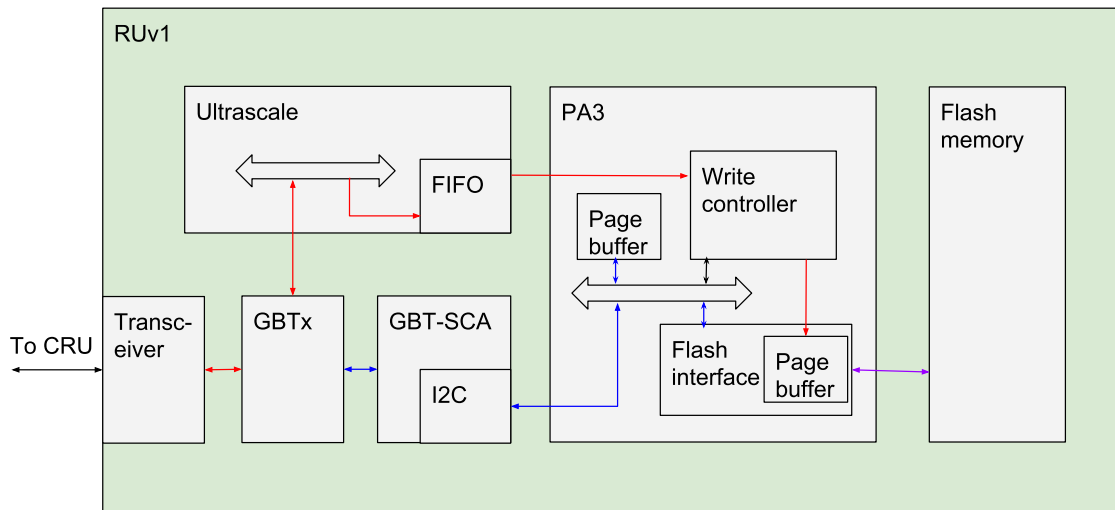 RUv1
Ultrascale
FIFO
PA3
Write
controller
Page
buffer
Flash
memory
To CRU
Transc-
eiver
GBTx
GBT-SCA
I2C
Flash
interface
Page
buffer